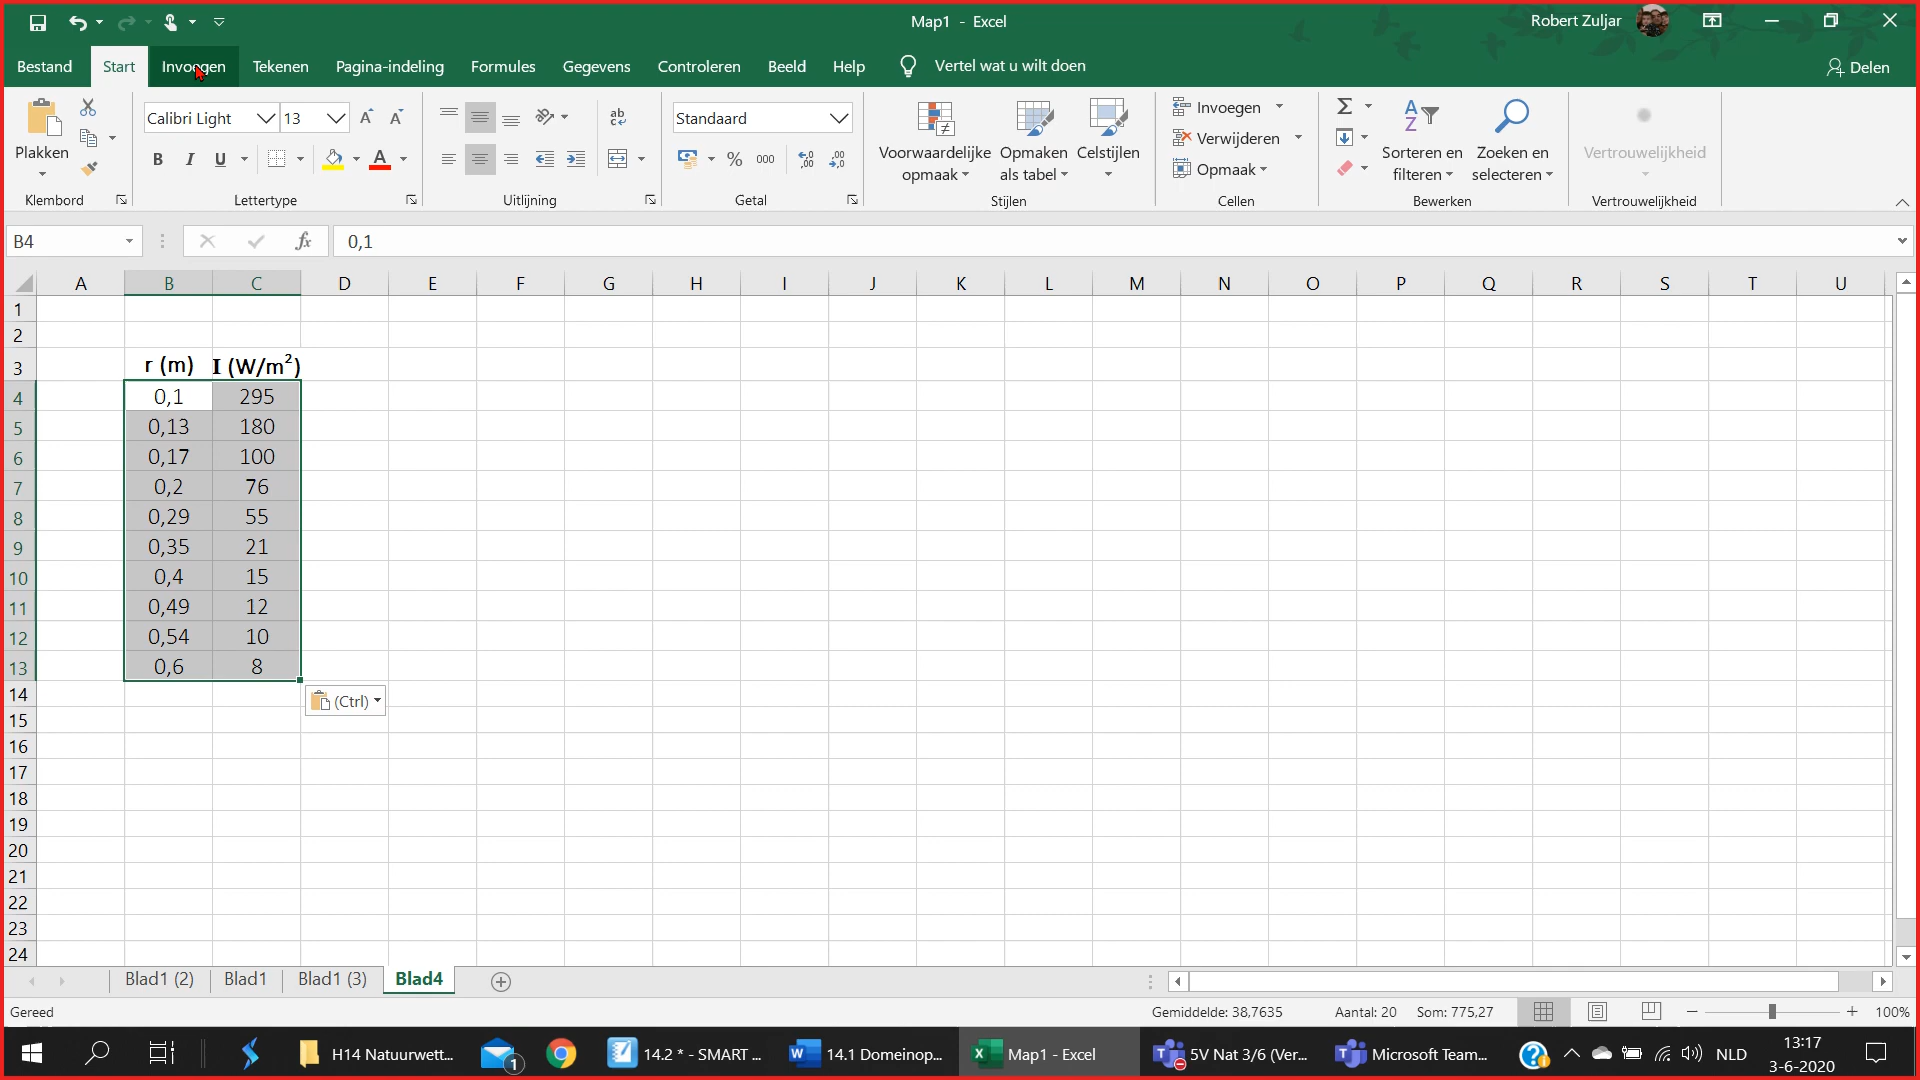 Map1 - Excel
Robert Zuljar
Bestand Start Invoegen Tekenen Pagina-indeling Formules Gegevens Controleren Beeld Help Vertel wat u wilt doen Delen
Plakken
Calibri Light 13
Standaard
Voorwaardelijke opmaak
Opmaken als tabel
Celstijlen
Invoegen
Verwijderen
Opmaak
Sorteren en filteren
Zoeken en selecteren
Vertrouwelijkheid
Klembord Lettertype Uitlijning Getal Stijlen Cellen Bewerken Vertrouwelijkheid
B4 fx 0,1
A B C D E F G H I J K L M N O P Q R S T U
1
2
3 r (m) I (W/m²)
4 0,1 295
5 0,13 180
6 0,17 100
7 0,2 76
8 0,29 55
9 0,35 21
10 0,4 15
11 0,49 12
12 0,54 10
13 0,6 8
14 (Ctrl)
15
16
17
18
19
20
21
22
23
24
Blad1 (2) Blad1 Blad1 (3) Blad4
Gereed Gemiddelde: 38,7635 Aantal: 20 Som: 775,27 100%
H14 Natuurwett... 1 14.2 * - SMART ... 14.1 Domeinop... Map1 - Excel 5V Nat 3/6 (Ver... Microsoft Team... NLD 13:17
3-6-2020